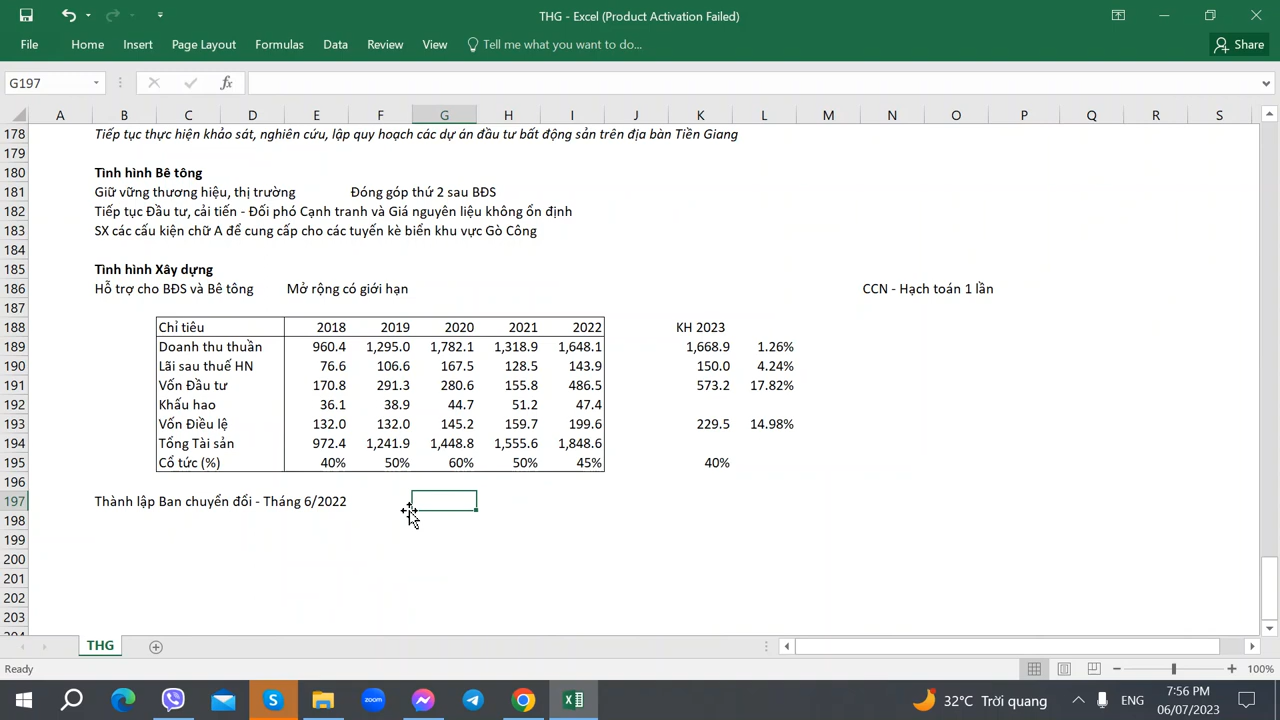 THG - Excel (Product Activation Failed)
File Home Insert Page Layout Formulas Data Review View Tell me what you want to do... Share
G197 fx
A B C D E F G H I J K L M N O P Q R S
178 Tiếp tục thực hiện khảo sát, nghiên cứu, lập quy hoạch các dự án đầu tư bất động sản trên địa bàn Tiền Giang
179
180 Tình hình Bê tông
181 Giữ vững thương hiệu, thị trường Đóng góp thứ 2 sau BĐS
182 Tiếp tục Đầu tư, cải tiến - Đối phó Cạnh tranh và Giá nguyên liệu không ổn định
183 SX các cấu kiện chữ A để cung cấp cho các tuyến kè biển khu vực Gò Công
184
185 Tình hình Xây dựng
186 Hỗ trợ cho BĐS và Bê tông Mở rộng có giới hạn CCN - Hạch toán 1 lần
187
188 Chỉ tiêu 2018 2019 2020 2021 2022 KH 2023
189 Doanh thu thuần 960.4 1,295.0 1,782.1 1,318.9 1,648.1 1,668.9 1.26%
190 Lãi sau thuế HN 76.6 106.6 167.5 128.5 143.9 150.0 4.24%
191 Vốn Đầu tư 170.8 291.3 280.6 155.8 486.5 573.2 17.82%
192 Khấu hao 36.1 38.9 44.7 51.2 47.4
193 Vốn Điều lệ 132.0 132.0 145.2 159.7 199.6 229.5 14.98%
194 Tổng Tài sản 972.4 1,241.9 1,448.8 1,555.6 1,848.6
195 Cổ tức (%) 40% 50% 60% 50% 45% 40%
196
197 Thành lập Ban chuyển đổi - Tháng 6/2022
198
199
200
201
202
203
THG
Ready 100%
32°C Trời quang ENG 7:56 PM
06/07/2023